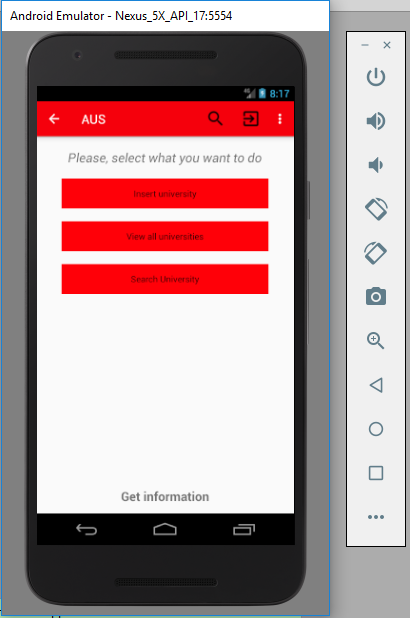 Android Emulator - Nexus_5X_API_17:5554
4G 8:17
AUS
Please, select what you want to do
Insert university
View all universities
Search University
Get information